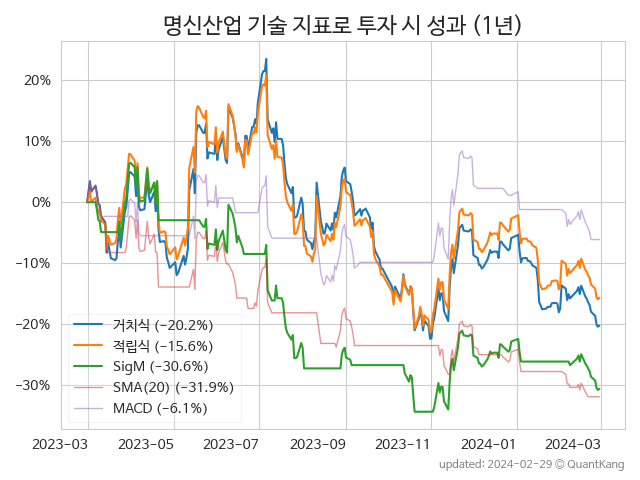 명신산업 기술 지표로 투자 시 성과 (1년)
20%
10%
0%
−10%
−20%
−30%
거치식 (−20.2%)
적립식 (−15.6%)
SigM (−30.6%)
SMA(20) (−31.9%)
MACD (−6.1%)
2023−03 2023−05 2023−07 2023−09 2023−11 2024−01 2024−03
updated: 2024−02−29 ⓒ QuantKang